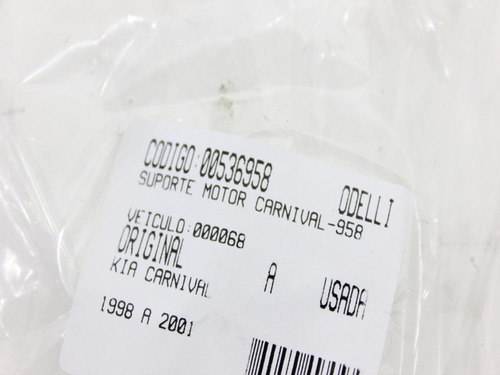 CODIGO:00536958 ODELLI
SUPORTE MOTOR CARNIVAL-958
VEICULO:000068
ORIGINAL A USADA
KIA CARNIVAL
1998 A 2001